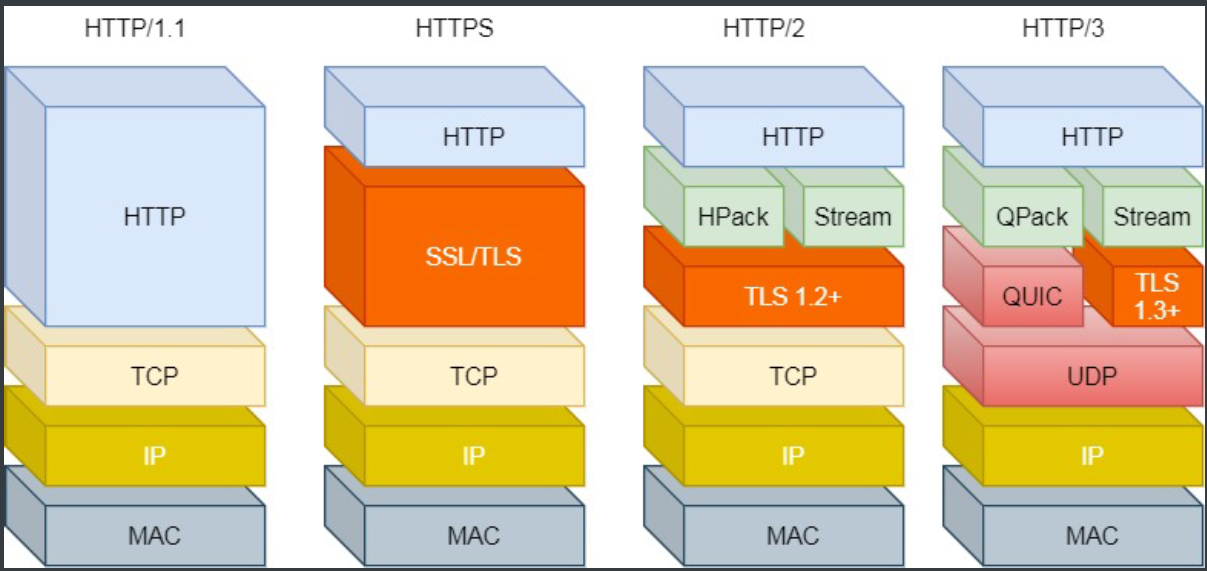 HTTP/1.1
HTTPS
HTTP/2
HTTP/3
HTTP
TCP
IP
MAC
HTTP
SSL/TLS
TCP
IP
MAC
HTTP
HPack
Stream
TLS 1.2+
TCP
IP
MAC
HTTP
QPack
Stream
QUIC
TLS
1.3+
UDP
IP
MAC